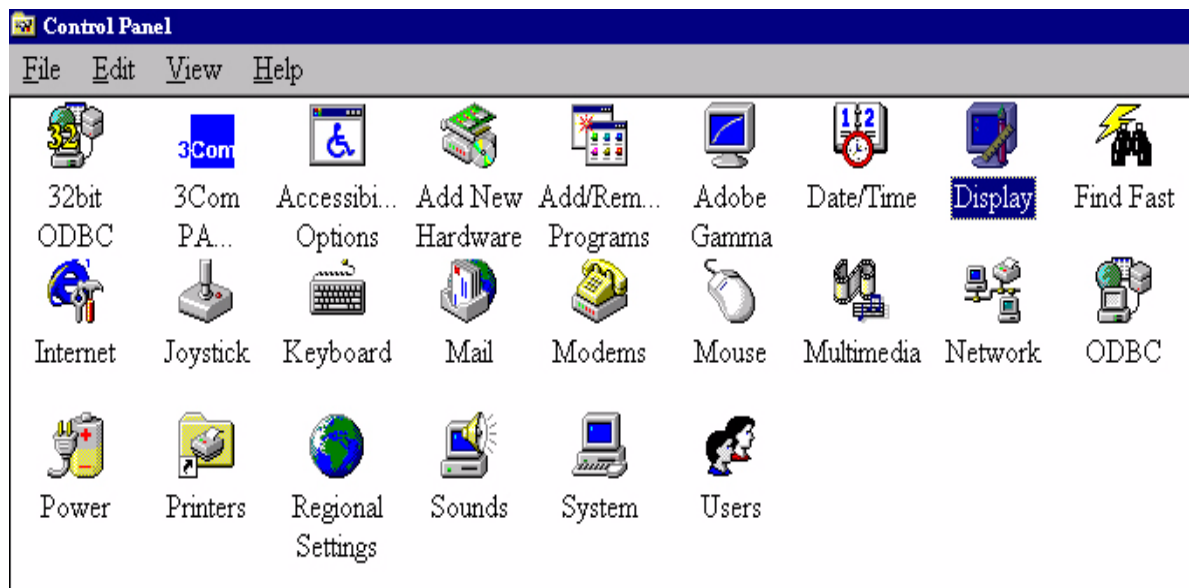 Control Panel
File Edit View Help
32
3Com
12
32bit ODBC
3Com PA...
Accessibi... Options
Add New Hardware
Add/Rem... Programs
Adobe Gamma
Date/Time
Display
Find Fast
Internet
Joystick
Keyboard
Mail
Modems
Mouse
Multimedia
Network
ODBC
Power
Printers
Regional Settings
Sounds
System
Users